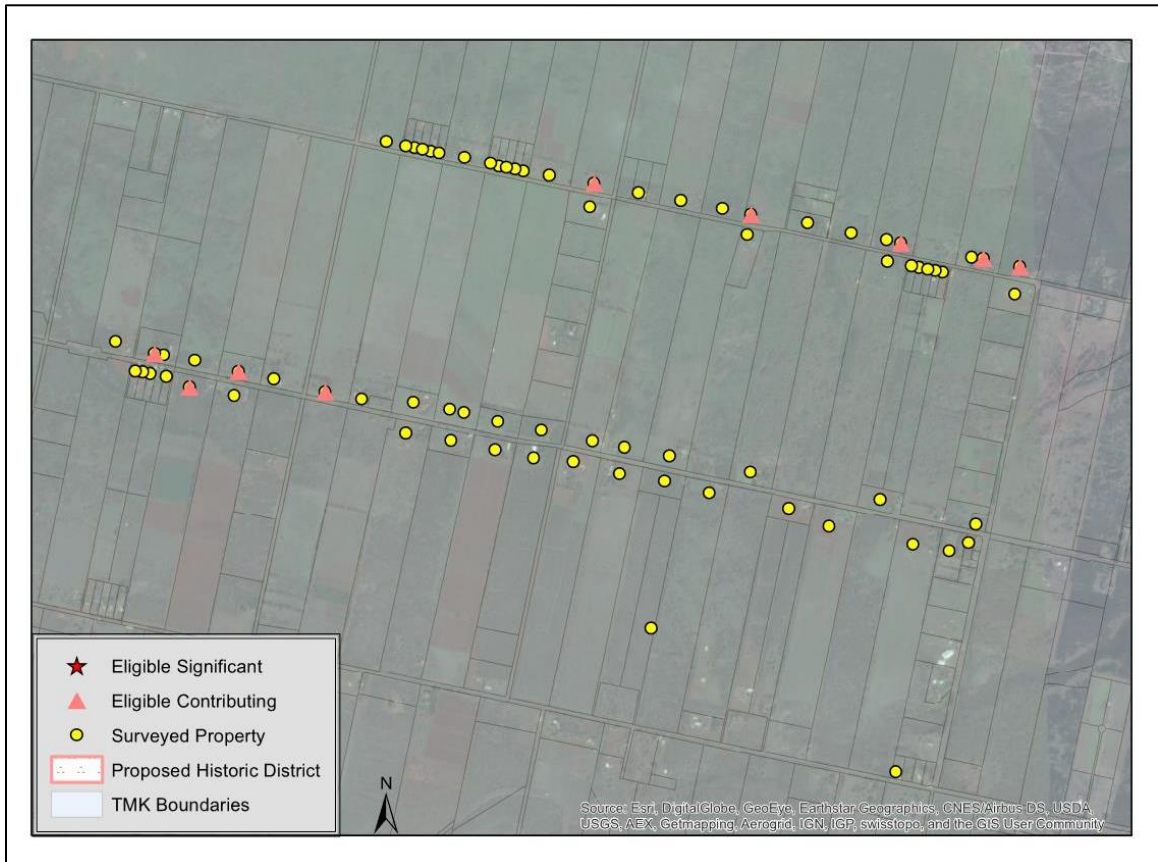 Eligible Significant
Eligible Contributing
Surveyed Property
Proposed Historic District
TMK Boundaries
N
Source: Esri, DigitalGlobe, GeoEye, Earthstar Geographics, CNES/Airbus DS, USDA,
USGS, AEX, Getmapping, Aerogrid, IGN, IGP, swisstopo, and the GIS User Community